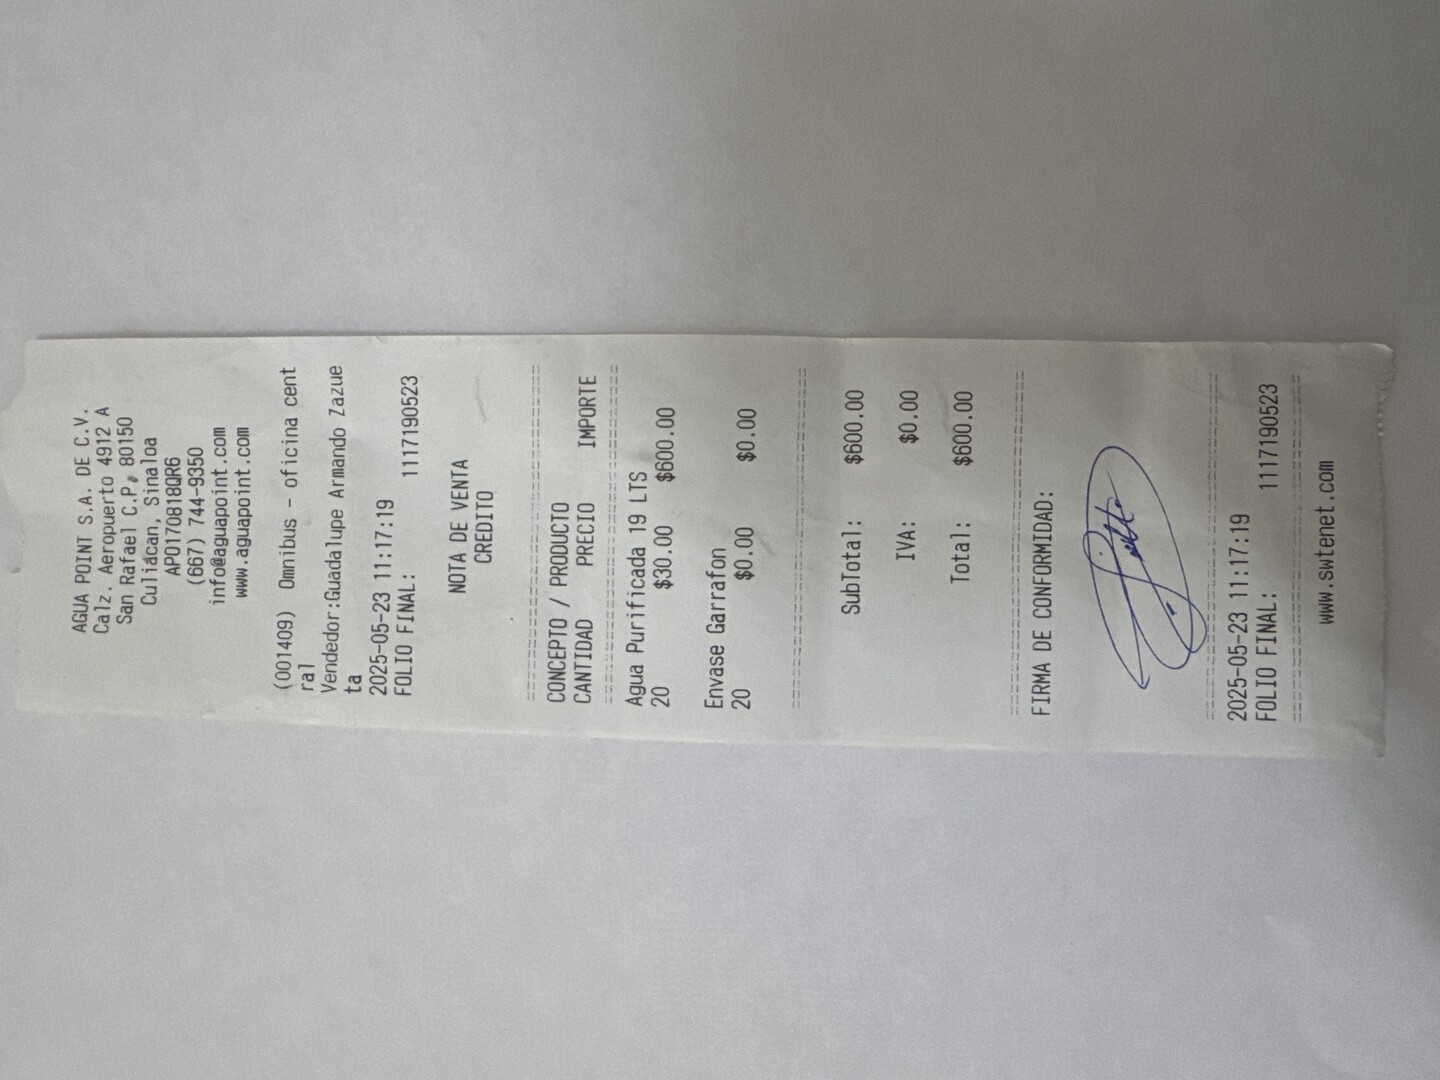 AGUA POINT S.A. DE C.V.
Calz. Aeropuerto 4912 A
San Rafael C.P. 80150
Culiácan, Sinaloa
APO170818QR6
(667) 744-9350
info@aguapoint.com
www.aguapoint.com
(001409) Omnibus - oficina cent
ral
Vendedor:Guadalupe Armando Zazue
ta
2025-05-23 11:17:19
FOLIO FINAL: 1117190523
NOTA DE VENTA
CREDITO
CONCEPTO / PRODUCTO
CANTIDAD PRECIO IMPORTE
Agua Purificada 19 LTS
20 $30.00 $600.00
Envase Garrafon
20 $0.00 $0.00
SubTotal: $600.00
IVA: $0.00
Total: $600.00
FIRMA DE CONFORMIDAD:
2025-05-23 11:17:19
FOLIO FINAL: 1117190523
www.swtenet.com